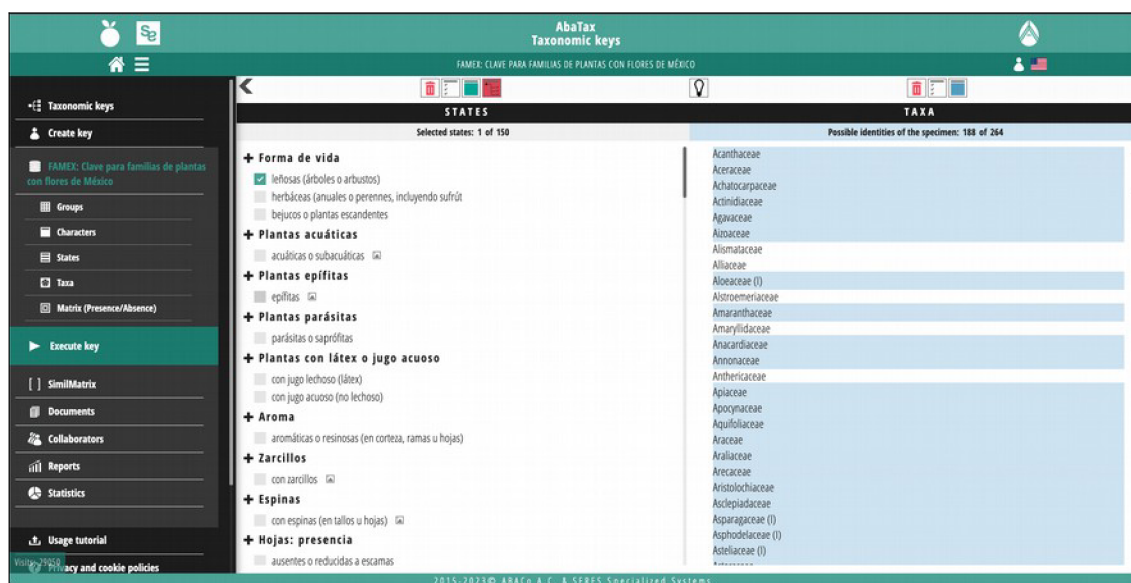 Se
AbaTax
Taxonomic keys
FAMEX: CLAVE PARA FAMILIAS DE PLANTAS CON FLORES DE MÉXICO
Taxonomic keys
Create key
FAMEX: Clave para familias de plantas
con flores de México
Groups
Characters
States
Taxa
Matrix (Presence/Absence)
Execute key
[ ] SimilMatrix
Documents
Collaborators
Reports
Statistics
Usage tutorial
Privacy and cookie policies
STATES
Selected states: 1 of 150
+ Forma de vida
leñosas (árboles o arbustos)
herbáceas (anuales o perennes, incluyendo sufrút
bejucos o plantas escandentes
+ Plantas acuáticas
acuáticas o subacuáticas
+ Plantas epífitas
epífitas
+ Plantas parásitas
parásitas o saprófitas
+ Plantas con látex o jugo acuoso
con jugo lechoso (látex)
con jugo acuoso (no lechoso)
+ Aroma
aromáticas o resinosas (en corteza, ramas u hojas)
+ Zarcillos
con zarcillos
+ Espinas
con espinas (en tallos u hojas)
+ Hojas: presencia
ausentes o reducidas a escamas
TAXA
Possible identities of the specimen: 188 of 264
Acanthaceae
Aceraceae
Achatocarpaceae
Actinidiaceae
Agavaceae
Aizoaceae
Alismataceae
Alliaceae
Aloeaceae (I)
Alstroemeriaceae
Amaranthaceae
Amaryllidaceae
Anacardiaceae
Annonaceae
Anthericaceae
Apiaceae
Apocynaceae
Aquifoliaceae
Araceae
Araliaceae
Arecaceae
Aristolochiaceae
Asclepiadaceae
Asparagaceae (I)
Asphodelaceae (I)
Asteliaceae (I)
2015-2023© ABACo A.C. & SERES Specialized Systems